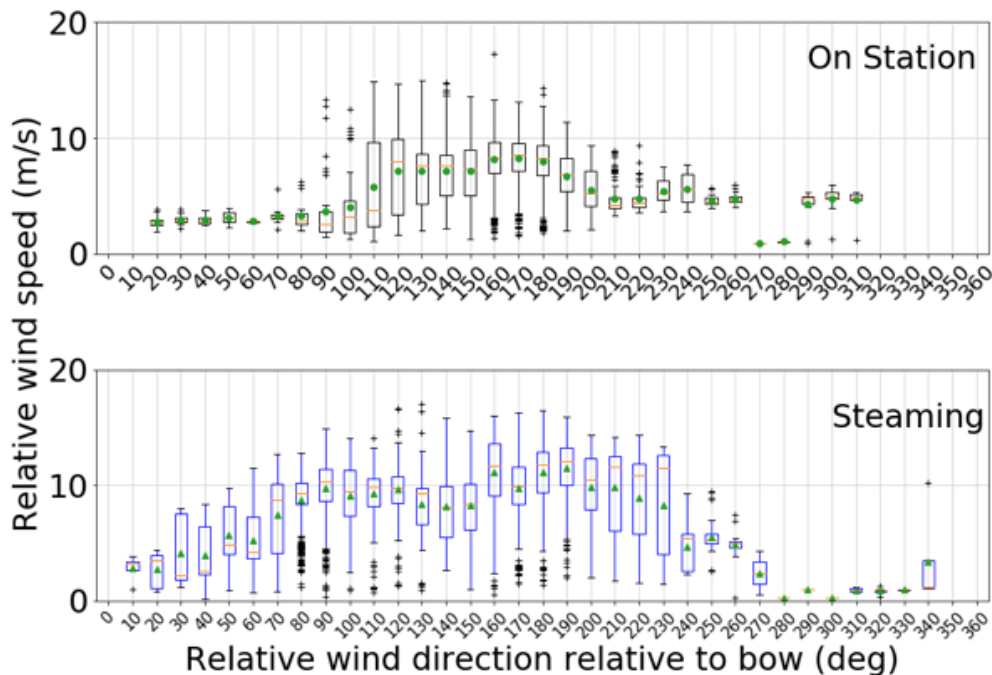 Relative wind speed (m/s)
20
On Station
10
0
0 10 20 30 40 50 60 70 80 90 100 110 120 130 140 150 160 170 180 190 200 210 220 230 240 250 260 270 280 290 300 310 320 330 340 350 360
20
Steaming
10
0
0 10 20 30 40 50 60 70 80 90 100 110 120 130 140 150 160 170 180 190 200 210 220 230 240 250 260 270 280 290 300 310 320 330 340 350 360
Relative wind direction relative to bow (deg)